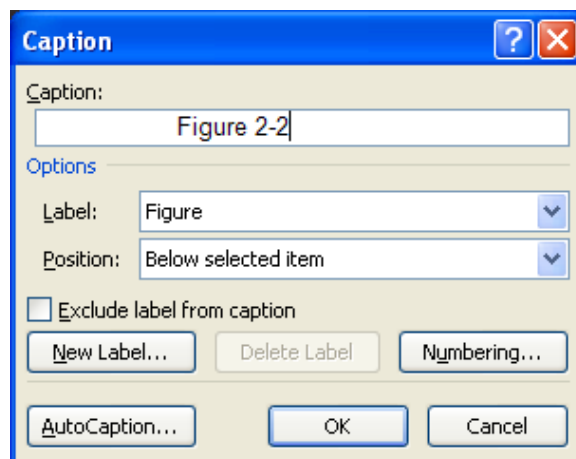 Caption
Caption:
Figure 2-2
Options
Label: Figure
Position: Below selected item
Exclude label from caption
New Label... Delete Label Numbering...
AutoCaption... OK Cancel